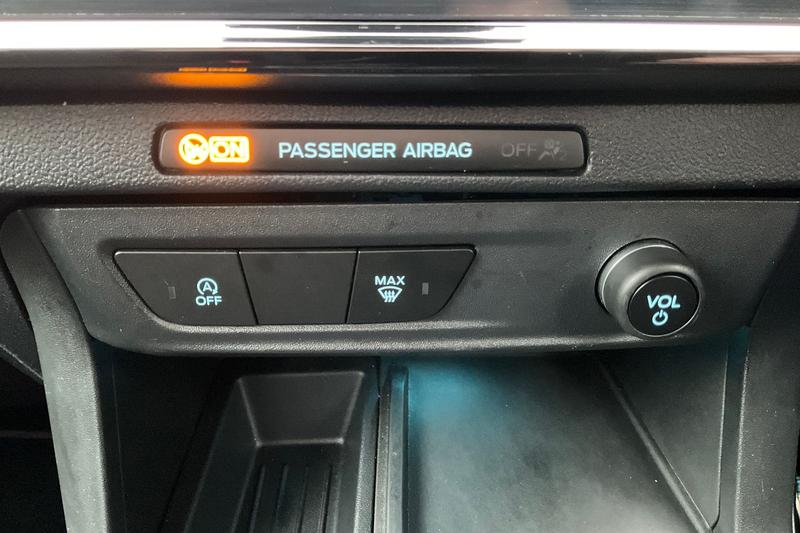 ON PASSENGER AIRBAG OFF
A OFF
MAX
VOL